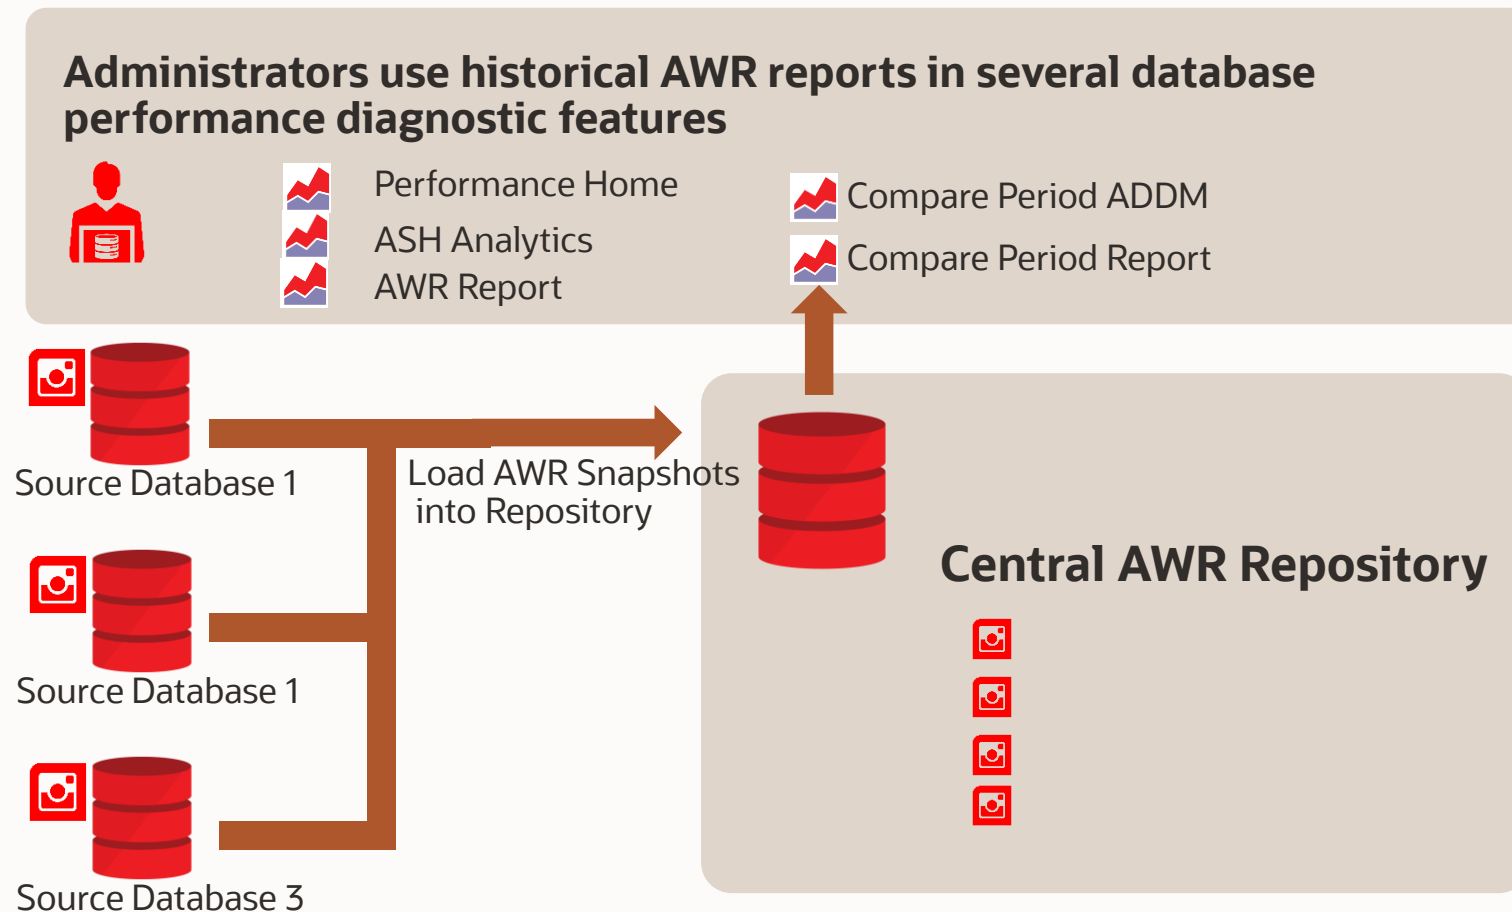 Administrators use historical AWR reports in several database
performance diagnostic features
Performance Home
ASH Analytics
AWR Report
Compare Period ADDM
Compare Period Report
Source Database 1
Load AWR Snapshots
into Repository
Source Database 1
Source Database 3
Central AWR Repository